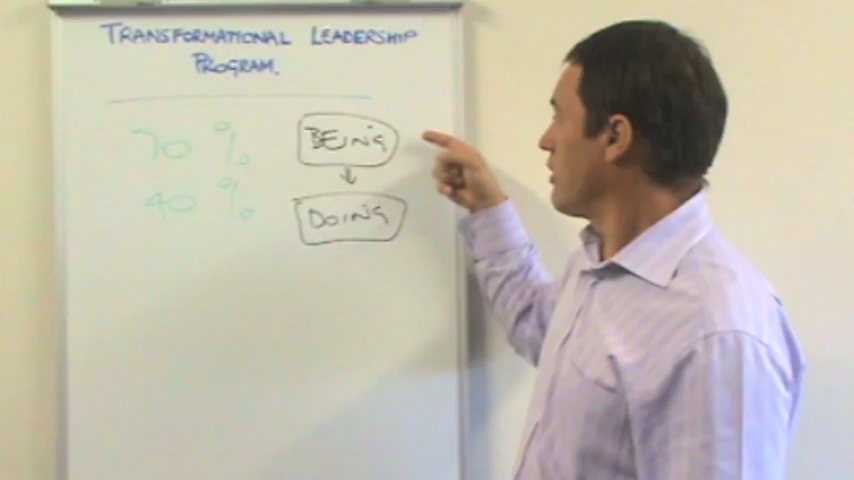 TRANSFORMATIONAL LEADERSHIP
PROGRAM.
70 % BEING
40 % DOING